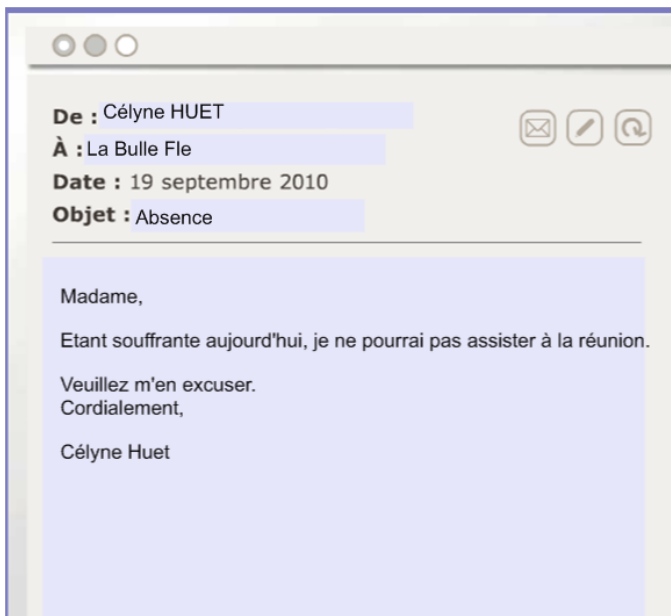 De : Célyne HUET
À : La Bulle Fle
Date : 19 septembre 2010
Objet : Absence
Madame,
Etant souffrante aujourd'hui, je ne pourrai pas assister à la réunion.
Veuillez m'en excuser.
Cordialement,
Célyne Huet